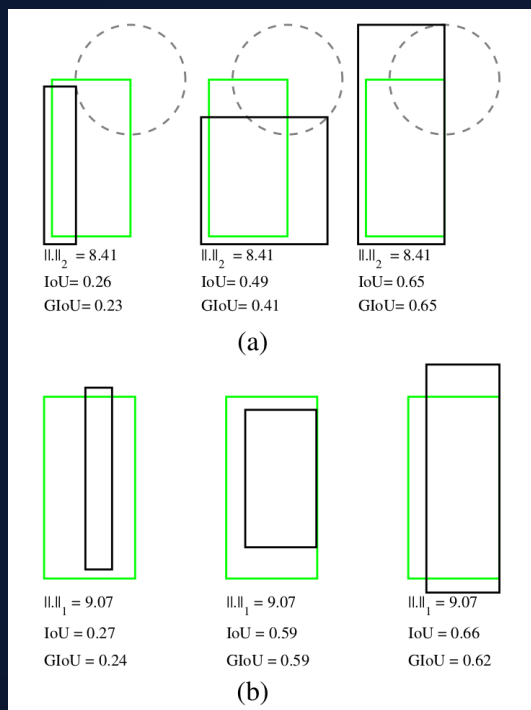 ||.||₂ = 8.41
IoU= 0.26
GIoU= 0.23
||.||₂ = 8.41
IoU= 0.49
GIoU= 0.41
||.||₂ = 8.41
IoU= 0.65
GIoU= 0.65
(a)
||.||₁ = 9.07
IoU = 0.27
GIoU = 0.24
||.||₁ = 9.07
IoU = 0.59
GIoU = 0.59
||.||₁ = 9.07
IoU = 0.66
GIoU = 0.62
(b)